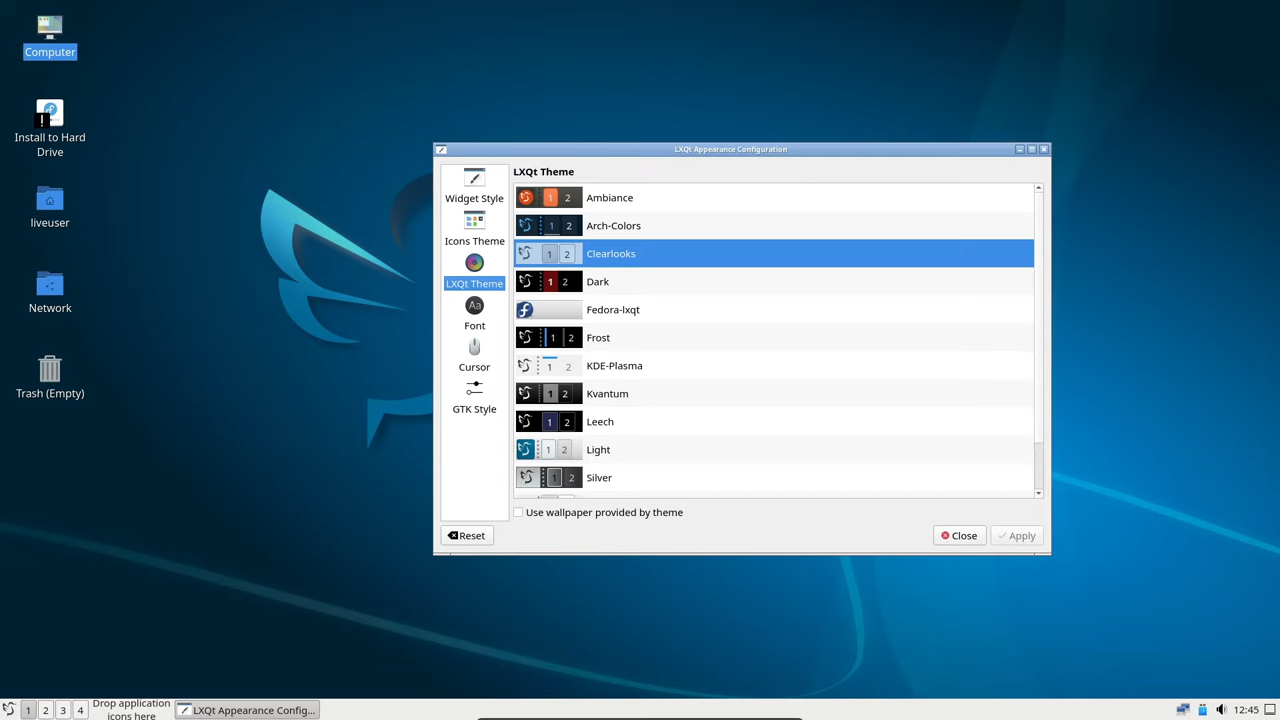 Computer
Install to Hard
Drive
liveuser
Network
Trash (Empty)
LXQt Appearance Configuration
Widget Style
Icons Theme
LXQt Theme
Aa
Font
Cursor
GTK Style
LXQt Theme
1 2 Ambiance
1 2 Arch-Colors
1 2 Clearlooks
1 2 Dark
Fedora-lxqt
1 2 Frost
1 2 KDE-Plasma
1 2 Kvantum
1 2 Leech
1 2 Light
1 2 Silver
Use wallpaper provided by theme
Reset
Close
Apply
1 2 3 4
Drop application
icons here
LXQt Appearance Config...
12:45